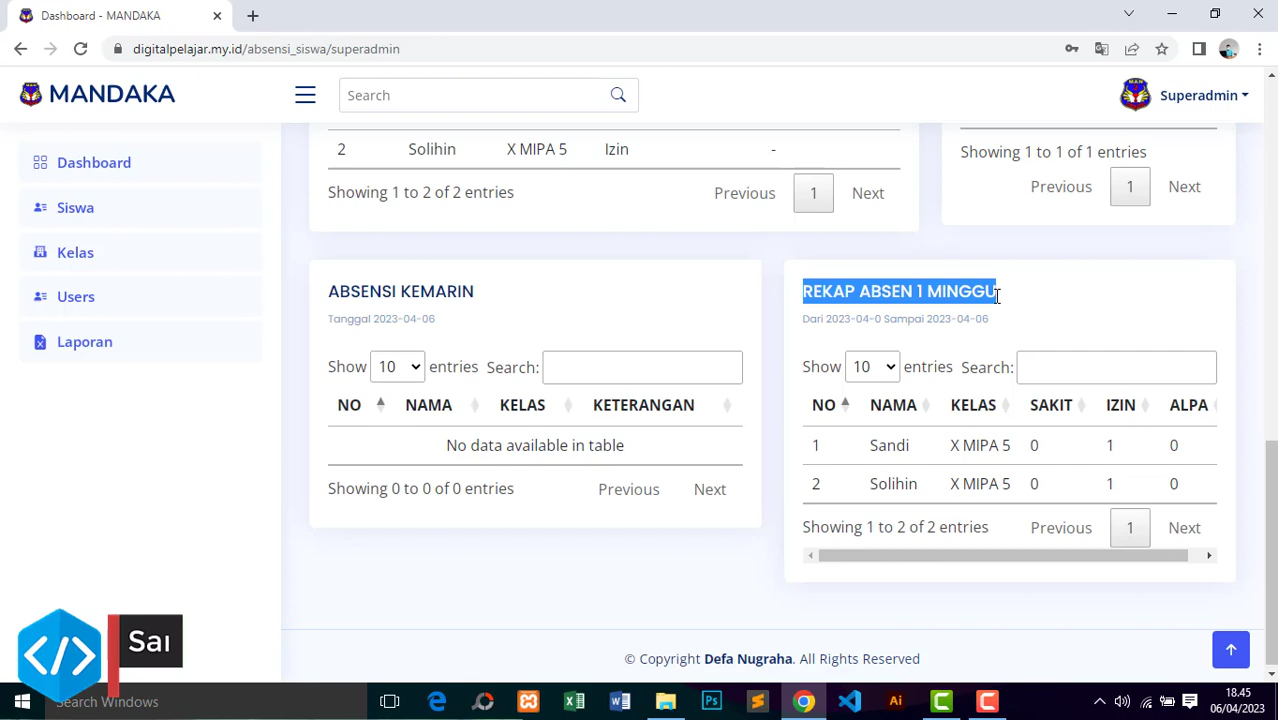 Dashboard - MANDAKA
digitalpelajar.my.id/absensi_siswa/superadmin
MANDAKA
Search
Superadmin
Dashboard
Siswa
Kelas
Users
Laporan
2 Solihin X MIPA 5 Izin -
Showing 1 to 2 of 2 entries
Previous 1 Next
Showing 1 to 1 of 1 entries
Previous 1 Next
ABSENSI KEMARIN
Tanggal 2023-04-06
Show 10 entries Search:
NO NAMA KELAS KETERANGAN
No data available in table
Showing 0 to 0 of 0 entries
Previous Next
REKAP ABSEN 1 MINGGU
Dari 2023-04-0 Sampai 2023-04-06
Show 10 entries Search:
NO NAMA KELAS SAKIT IZIN ALPA
1 Sandi X MIPA 5 0 1 0
2 Solihin X MIPA 5 0 1 0
Showing 1 to 2 of 2 entries
Previous 1 Next
© Copyright Defa Nugraha. All Rights Reserved
</> Sai
Search Windows
Ps
Ai
18.45
06/04/2023